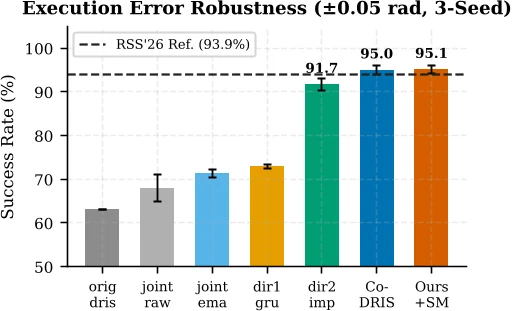 Execution Error Robustness (±0.05 rad, 3-Seed)
Success Rate (%)
100
90
80
70
60
50
RSS'26 Ref. (93.9%)
91.7
95.0
95.1
orig
dris
joint
raw
joint
ema
dir1
gru
dir2
imp
Co-
DRIS
Ours
+SM